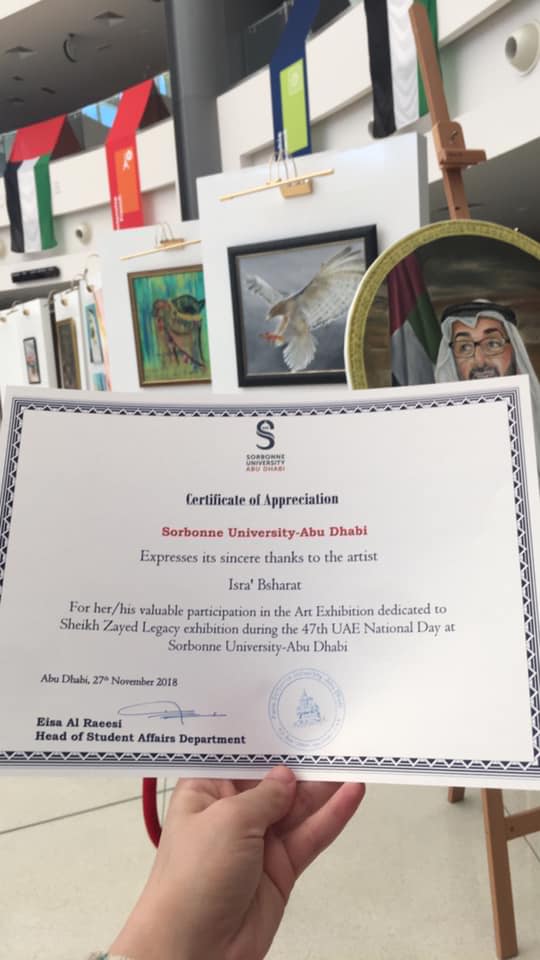 SORBONNE
UNIVERSITY
ABU DHABI
Certificate of Appreciation
Sorbonne University-Abu Dhabi
Expresses its sincere thanks to the artist
Isra' Bsharat
For her/his valuable participation in the Art Exhibition dedicated to
Sheikh Zayed Legacy exhibition during the 47th UAE National Day at
Sorbonne University-Abu Dhabi
Abu Dhabi, 27th November 2018
Eisa Al Raeesi
Head of Student Affairs Department